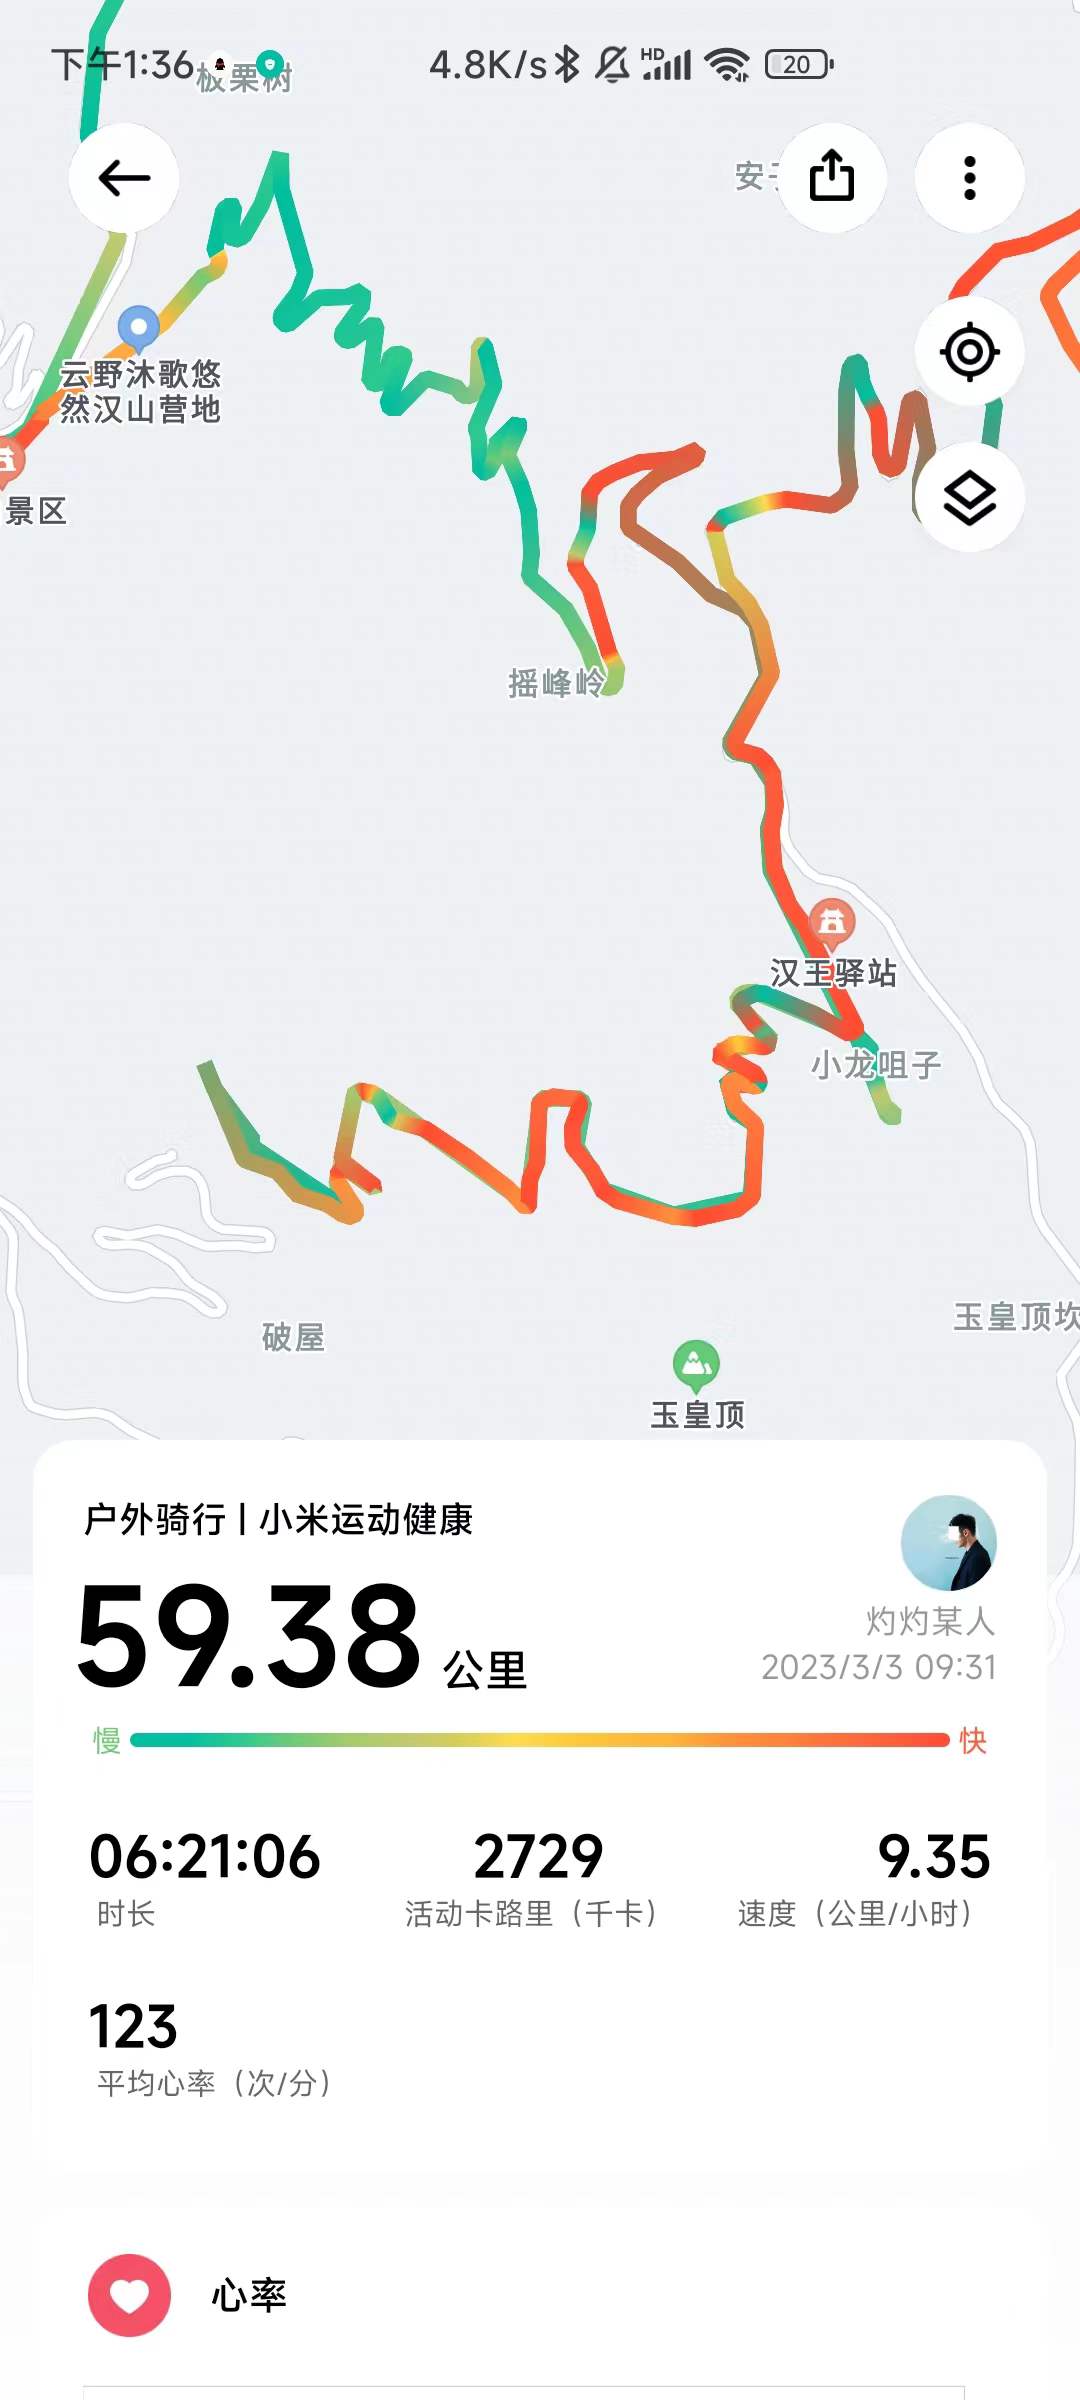 下午1:36
4.8K/s
HD
20
板栗树
云野沐歌悠
然汉山营地
景区
摇峰岭
汉王驿站
小龙咀子
破屋
玉皇顶坎
玉皇顶
户外骑行 | 小米运动健康
59.38 公里
灼灼某人
2023/3/3 09:31
慢
快
06:21:06
时长
2729
活动卡路里（千卡）
9.35
速度（公里/小时）
123
平均心率（次/分）
心率